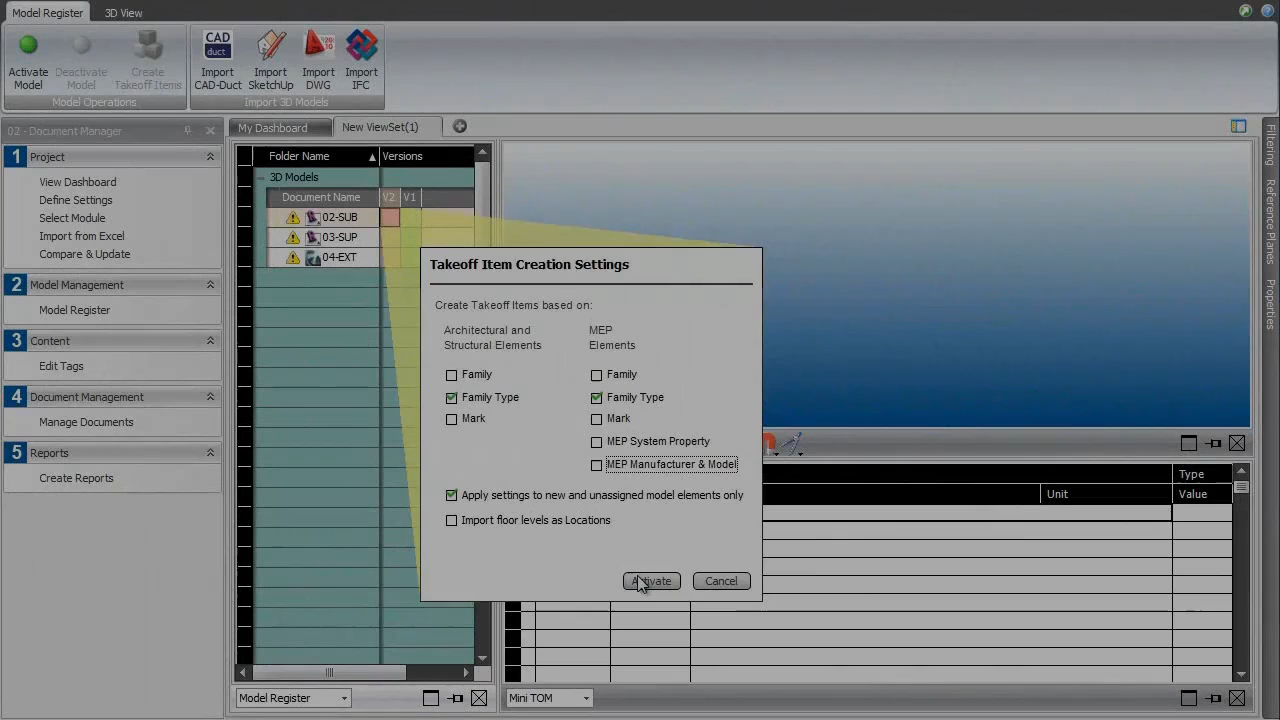 Model Register 3D View
CAD duct 2010
Activate Model Deactivate Model Create Takeoff Items Import CAD-Duct Import SketchUp Import DWG Import IFC
Model Operations Import 3D Models
02 - Document Manager
My Dashboard New ViewSet(1)
1 Project
View Dashboard
Define Settings
Select Module
Import from Excel
Compare & Update
2 Model Management
Model Register
3 Content
Edit Tags
4 Document Management
Manage Documents
5 Reports
Create Reports
Folder Name Versions
3D Models
Document Name V2 V1
02-SUB
03-SUP
04-EXT
Takeoff Item Creation Settings
Create Takeoff Items based on:
Architectural and Structural Elements
MEP Elements
Family Family
Family Type Family Type
Mark Mark
MEP System Property
MEP Manufacturer & Model
Apply settings to new and unassigned model elements only
Import floor levels as Locations
Activate Cancel
Type
Unit Value
Model Register
Mini TOM
Filtering
Reference Planes
Properties